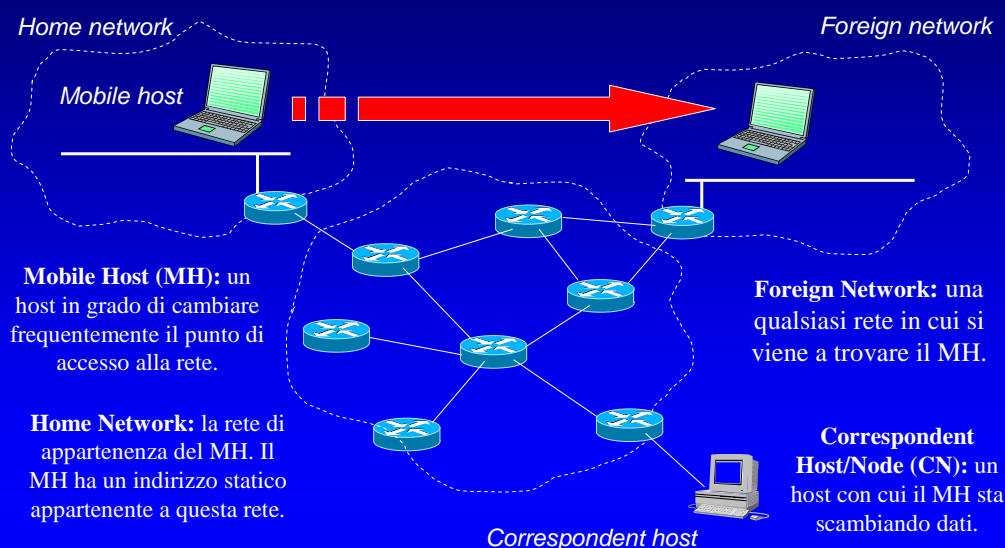 Home network
Foreign network
Mobile host
Mobile Host (MH): un
host in grado di cambiare
frequentemente il punto di
accesso alla rete.
Foreign Network: una
qualsiasi rete in cui si
viene a trovare il MH.
Home Network: la rete di
appartenenza del MH. Il
MH ha un indirizzo statico
appartenente a questa rete.
Correspondent
Host/Node (CN): un
host con cui il MH sta
scambiando dati.
Correspondent host